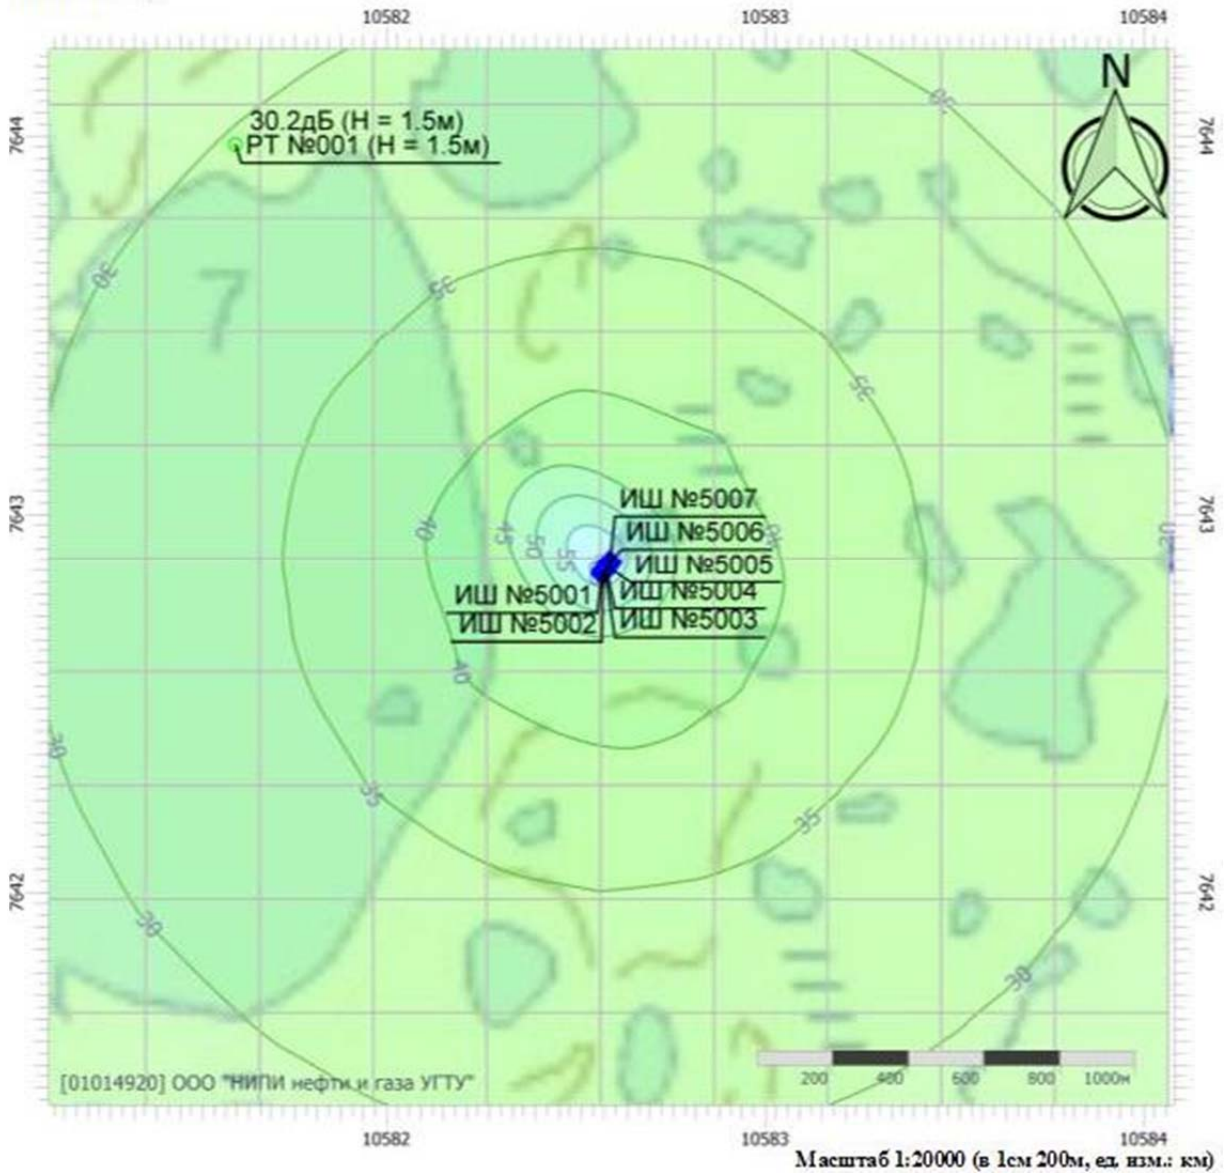 10582
10583
10584
N
30
7644
30.2дБ (H = 1.5м)
РТ №001 (H = 1.5м)
7644
30
35
7
35
7643
ИШ №5007
40
45
50
ИШ №5006
40
7643
30
55
ИШ №5005
ИШ №5001
ИШ №5004
ИШ №5002
ИШ №5003
40
30
35
35
7642
7642
30
30
[01014920] ООО "НИПИ нефти и газа УГТУ"
200
400
600
800
1000м
10582
10583
10584
Масштаб 1:20000 (в 1см 200м, ед. изм.: км)